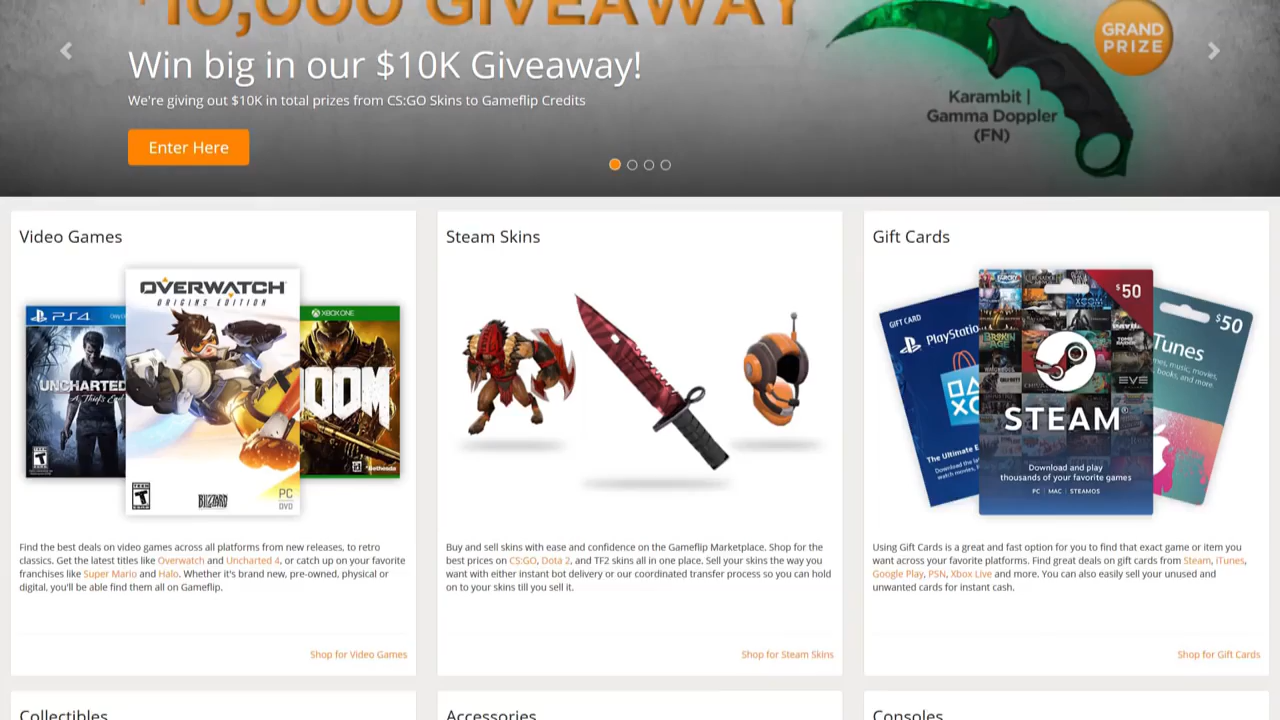 $10,000 GIVEAWAY
Win big in our $10K Giveaway!
We're giving out $10K in total prizes from CS:GO Skins to Gameflip Credits
Enter Here
GRAND
PRIZE
Karambit |
Gamma Doppler
(FN)
Video Games
OVERWATCH
ORIGINS EDITION
PS4
XBOX ONE
UNCHARTED
A Thief's End
DOOM
BLIZZARD
PC
DVD
Bethesda
Find the best deals on video games across all platforms from new releases, to retro
classics. Get the latest titles like Overwatch and Uncharted 4, or catch up on your favorite
franchises like Super Mario and Halo. Whether it's brand new, pre-owned, physical or
digital, you'll be able find them all on Gameflip.
Shop for Video Games
Steam Skins
Buy and sell skins with ease and confidence on the Gameflip Marketplace. Shop for the
best prices on CS:GO, Dota 2, and TF2 skins all in one place. Sell your skins the way you
want with either instant bot delivery or our coordinated transfer process so you can hold
on to your skins till you sell it.
Shop for Steam Skins
Gift Cards
GIFT CARD
PlayStation
The Ultimate E
$50
STEAM®
Download and play
thousands of your favorite games
PC | MAC | STEAMOS
$50
iTunes
music, movies,
books, and more.
Using Gift Cards is a great and fast option for you to find that exact game or item you
want across your favorite platforms. Find great deals on gift cards from Steam, iTunes,
Google Play, PSN, Xbox Live and more. You can also easily sell your unused and
unwanted cards for instant cash.
Shop for Gift Cards
Collectibles
Accessories
Consoles